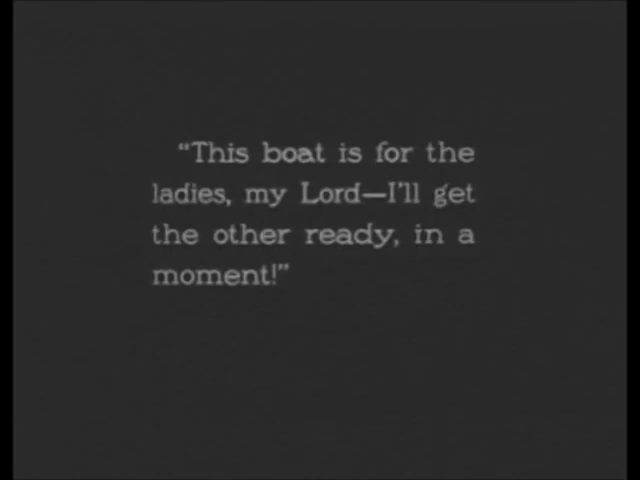 “This boat is for the
ladies, my Lord—I’ll get
the other ready, in a
moment!”